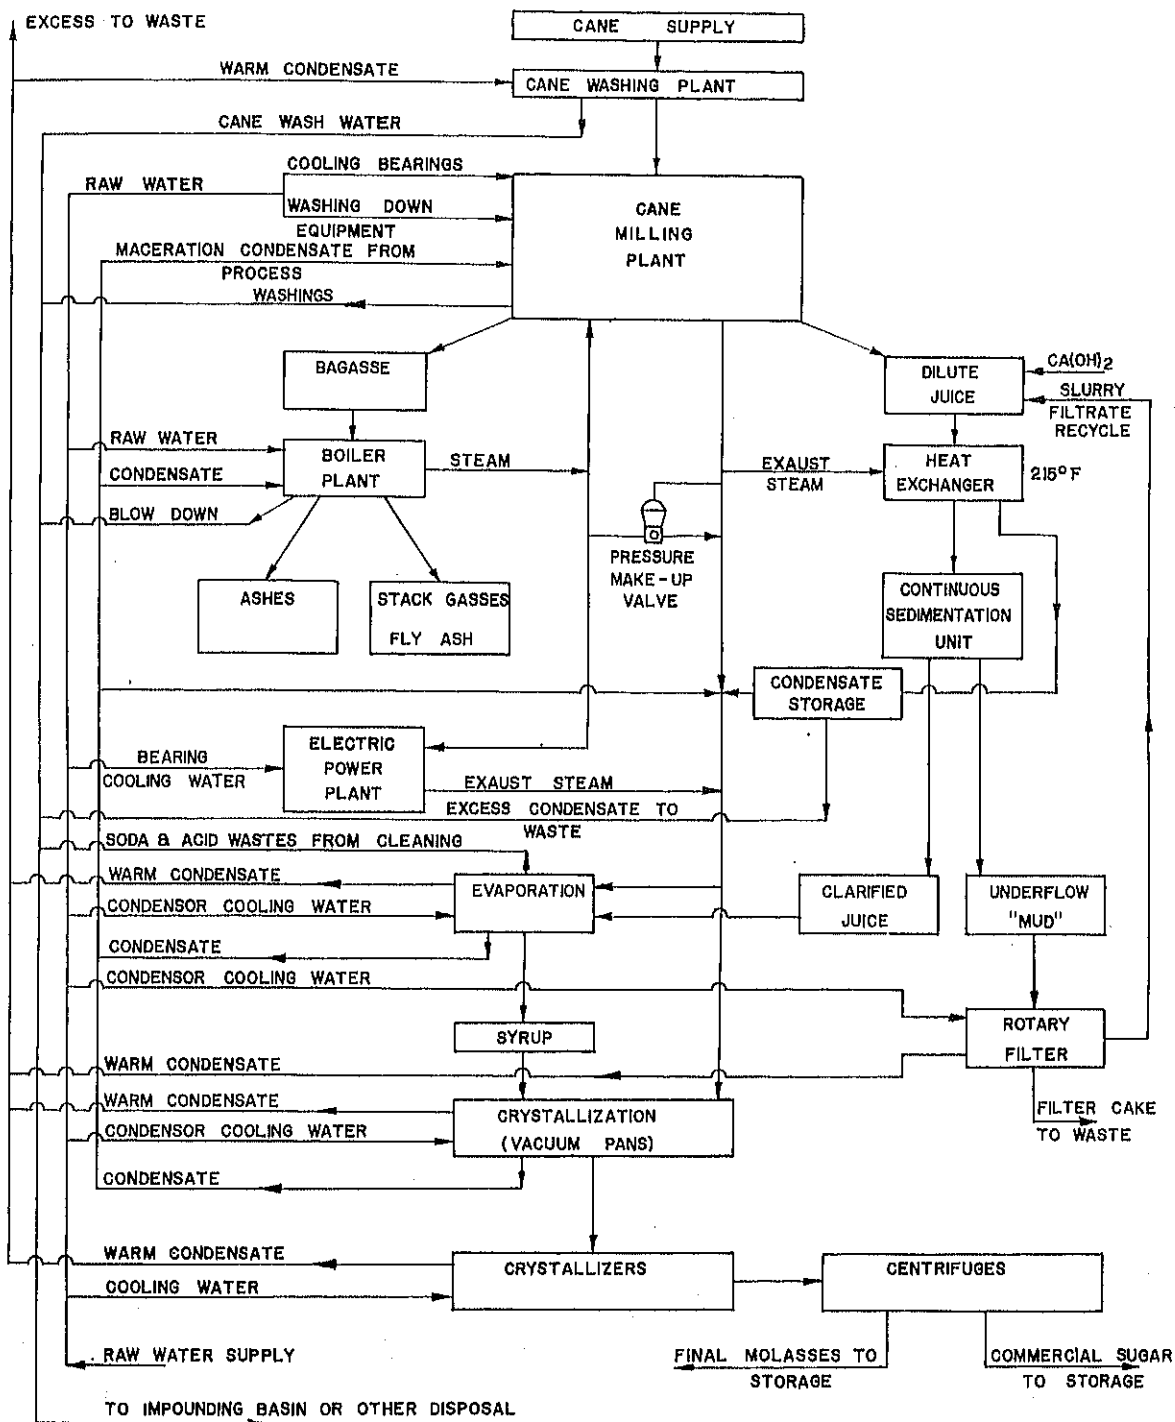 EXCESS TO WASTE
CANE SUPPLY
WARM CONDENSATE
CANE WASHING PLANT
CANE WASH WATER
COOLING BEARINGS
RAW WATER
WASHING DOWN
EQUIPMENT
CANE
MILLING
PLANT
MACERATION CONDENSATE FROM
PROCESS
WASHINGS
BAGASSE
DILUTE
JUICE
CA(OH)2
SLURRY
FILTRATE
RECYCLE
RAW WATER
BOILER
PLANT
STEAM
EXAUST
STEAM
HEAT
EXCHANGER
215°F
CONDENSATE
BLOW DOWN
PRESSURE
MAKE-UP
VALVE
ASHES
STACK GASSES
FLY ASH
CONTINUOUS
SEDIMENTATION
UNIT
CONDENSATE
STORAGE
BEARING
COOLING WATER
ELECTRIC
POWER
PLANT
EXAUST STEAM
EXCESS CONDENSATE TO
WASTE
SODA & ACID WASTES FROM CLEANING
WARM CONDENSATE
EVAPORATION
CLARIFIED
JUICE
UNDERFLOW
"MUD"
CONDENSOR COOLING WATER
CONDENSATE
CONDENSOR COOLING WATER
SYRUP
ROTARY
FILTER
WARM CONDENSATE
WARM CONDENSATE
CRYSTALLIZATION
(VACUUM PANS)
FILTER CAKE
TO WASTE
CONDENSOR COOLING WATER
CONDENSATE
WARM CONDENSATE
CRYSTALLIZERS
CENTRIFUGES
COOLING WATER
RAW WATER SUPPLY
FINAL MOLASSES TO
STORAGE
COMMERCIAL SUGAR
TO STORAGE
TO IMPOUNDING BASIN OR OTHER DISPOSAL